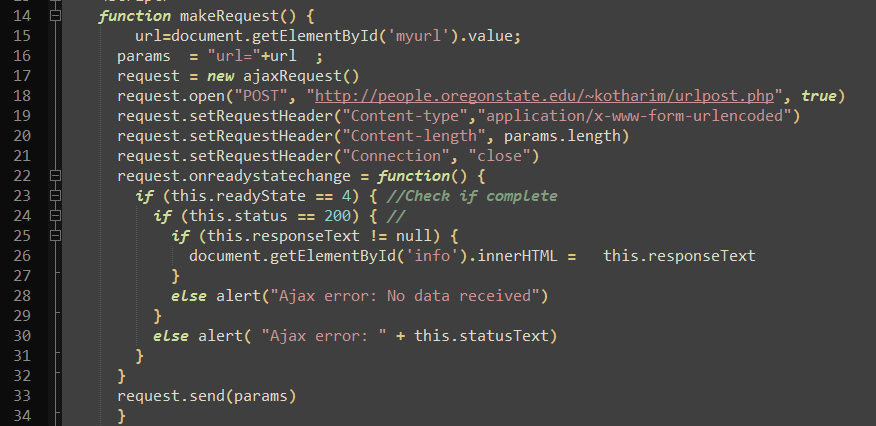 14 function makeRequest() {
15 url=document.getElementById('myurl').value;
16 params = "url="+url ;
17 request = new ajaxRequest()
18 request.open("POST", "http://people.oregonstate.edu/~kotharim/urlpost.php", true)
19 request.setRequestHeader("Content-type","application/x-www-form-urlencoded")
20 request.setRequestHeader("Content-length", params.length)
21 request.setRequestHeader("Connection", "close")
22 request.onreadystatechange = function() {
23 if (this.readyState == 4) { //Check if complete
24 if (this.status == 200) { //
25 if (this.responseText != null) {
26 document.getElementById('info').innerHTML = this.responseText
27 }
28 else alert("Ajax error: No data received")
29 }
30 else alert( "Ajax error: " + this.statusText)
31 }
32 }
33 request.send(params)
34 }